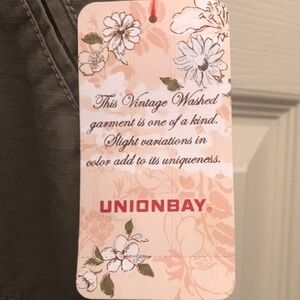 This Vintage Washed
garment is one of a kind.
Slight variations in
color add to its uniqueness.
UNIONBAY®